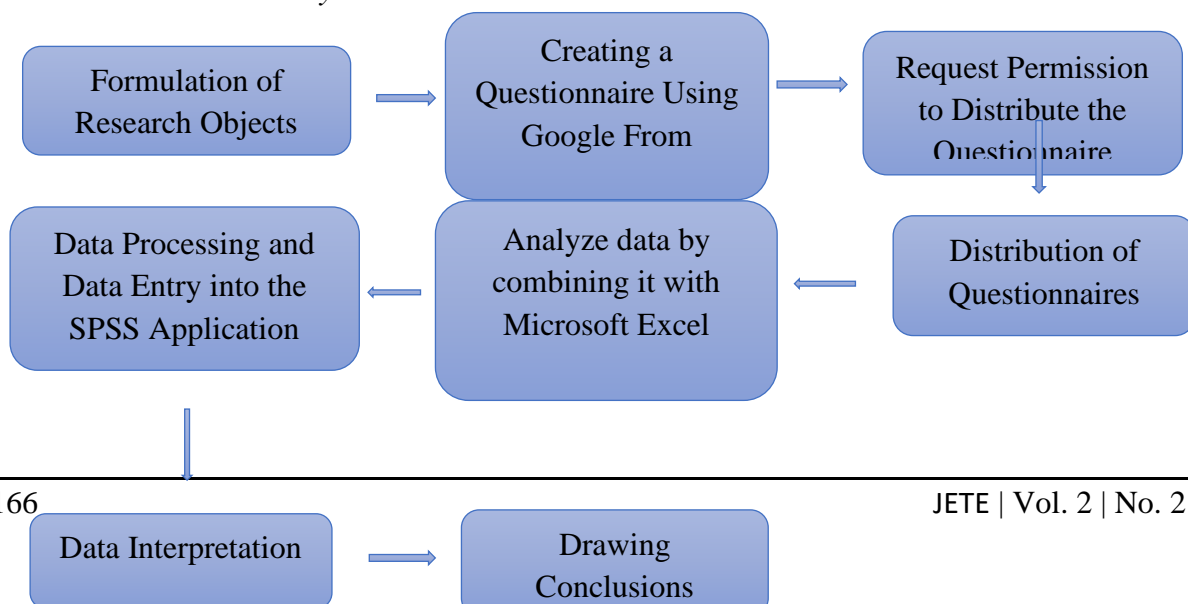 Formulation of
Research Objects
Creating a
Questionnaire Using
Google From
Request Permission
to Distribute the
Questionnaire
Distribution of
Questionnaires
Analyze data by
combining it with
Microsoft Excel
Data Processing and
Data Entry into the
SPSS Application
166
JETE | Vol. 2 | No. 2
Data Interpretation
Drawing
Conclusions